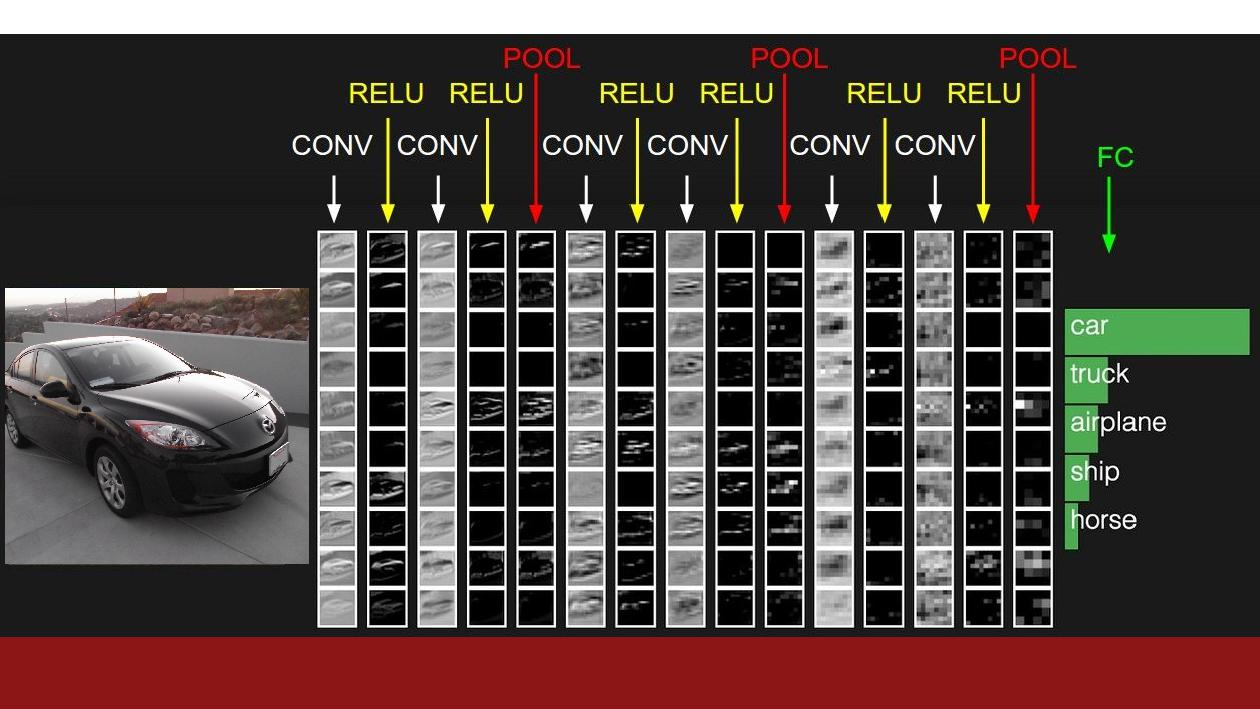 POOL POOL POOL
RELU RELU RELU RELU RELU RELU
CONV CONV CONV CONV CONV CONV
FC
car
truck
airplane
ship
horse